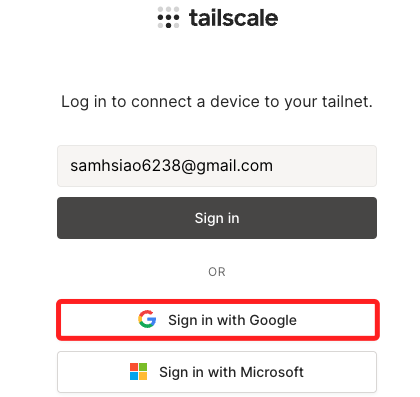 tailscale
Log in to connect a device to your tailnet.
samhsiao6238@gmail.com
Sign in
OR
Sign in with Google
Sign in with Microsoft